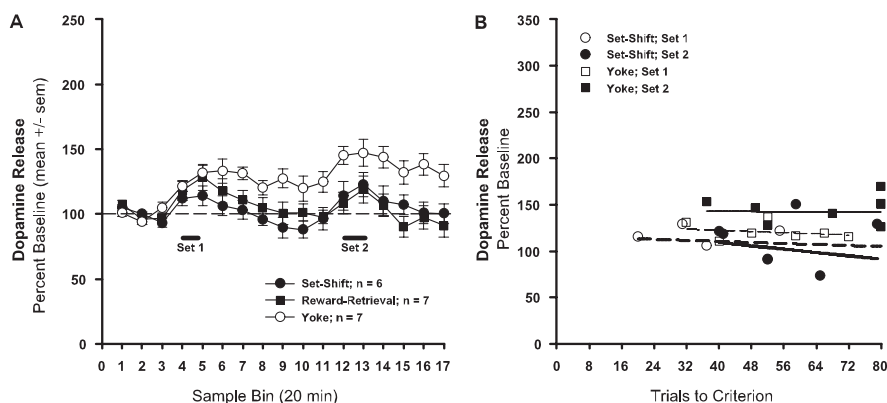 A
Dopamine Release
Percent Baseline (mean +/- sem)
250
200
150
100
50
0
Set 1
Set 2
Set-Shift; n = 6
Reward-Retrieval; n = 7
Yoke; n = 7
0 1 2 3 4 5 6 7 8 9 10 11 12 13 14 15 16 17
Sample Bin (20 min)
B
Dopamine Release
Percent Baseline
350
300
250
200
150
100
50
0
Set-Shift; Set 1
Set-Shift; Set 2
Yoke; Set 1
Yoke; Set 2
0 8 16 24 32 40 48 56 64 72 80
Trials to Criterion